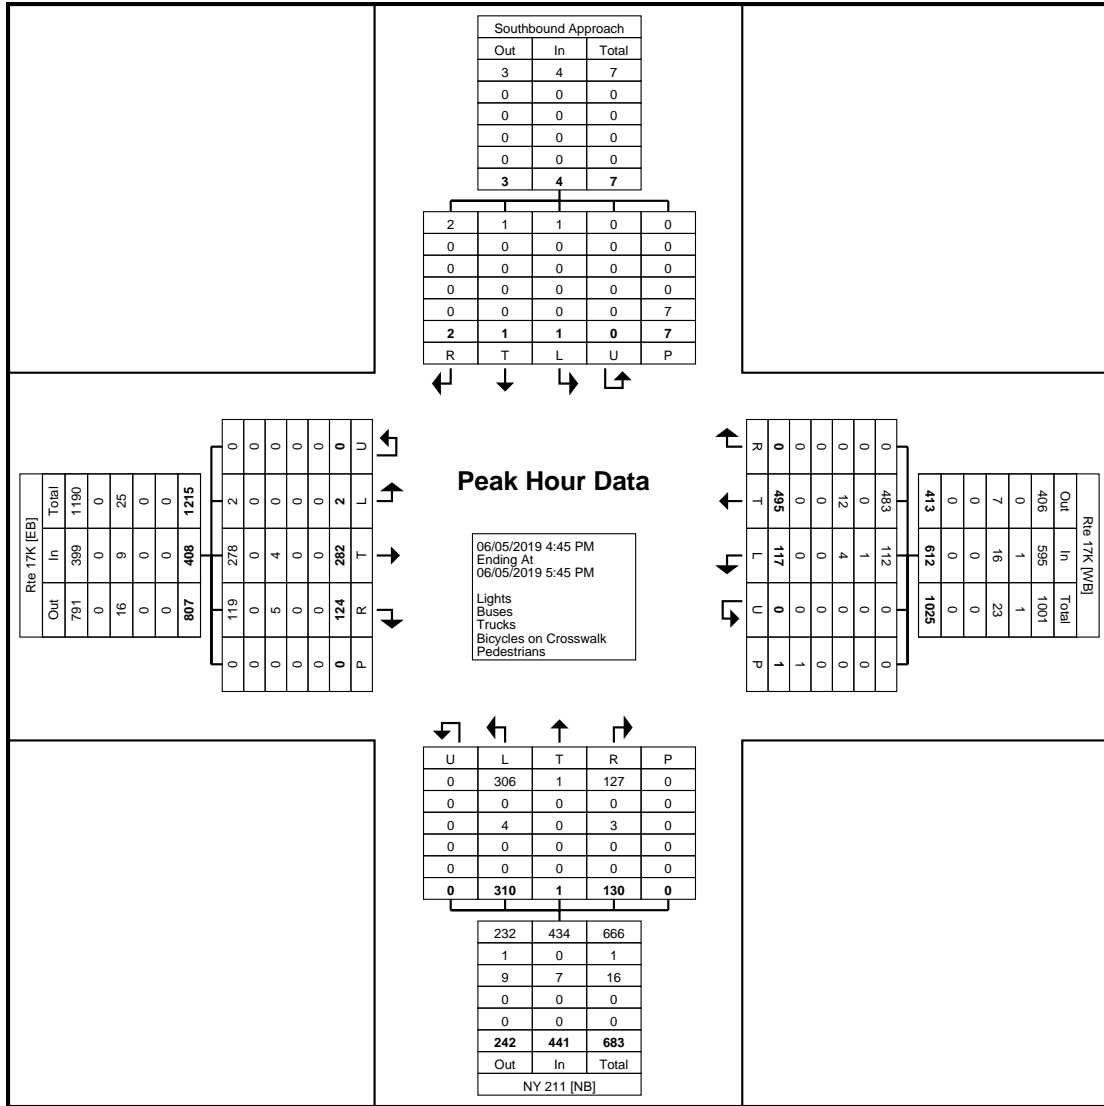 Southbound Approach
Out In Total
3 4 7
0 0 0
0 0 0
0 0 0
0 0 0
3 4 7
2 1 1 0 0
0 0 0 0 0
0 0 0 0 0
0 0 0 0 0
0 0 0 0 7
2 1 1 0 7
R T L U P
Rte 17K [EB]
Total In Out
1190 399 791
0 0 0
25 9 16
0 0 0
0 0 0
1215 408 807
0 2 278 119 0
0 0 0 0 0
0 0 4 5 0
0 0 0 0 0
0 0 0 0 0
0 2 282 124 0
U L T R P
Peak Hour Data
06/05/2019 4:45 PM
Ending At
06/05/2019 5:45 PM
Lights
Buses
Trucks
Bicycles on Crosswalk
Pedestrians
R T L U P
0 495 117 0 1
0 0 0 0 1
0 0 0 0 0
0 12 4 0 0
0 0 1 0 0
0 483 112 0 0
413 612 1025
0 0 0
0 0 0
7 16 23
0 1 1
406 595 1001
Out In Total
Rte 17K [WB]
U L T R P
0 306 1 127 0
0 0 0 0 0
0 4 0 3 0
0 0 0 0 0
0 0 0 0 0
0 310 1 130 0
232 434 666
1 0 1
9 7 16
0 0 0
0 0 0
242 441 683
Out In Total
NY 211 [NB]